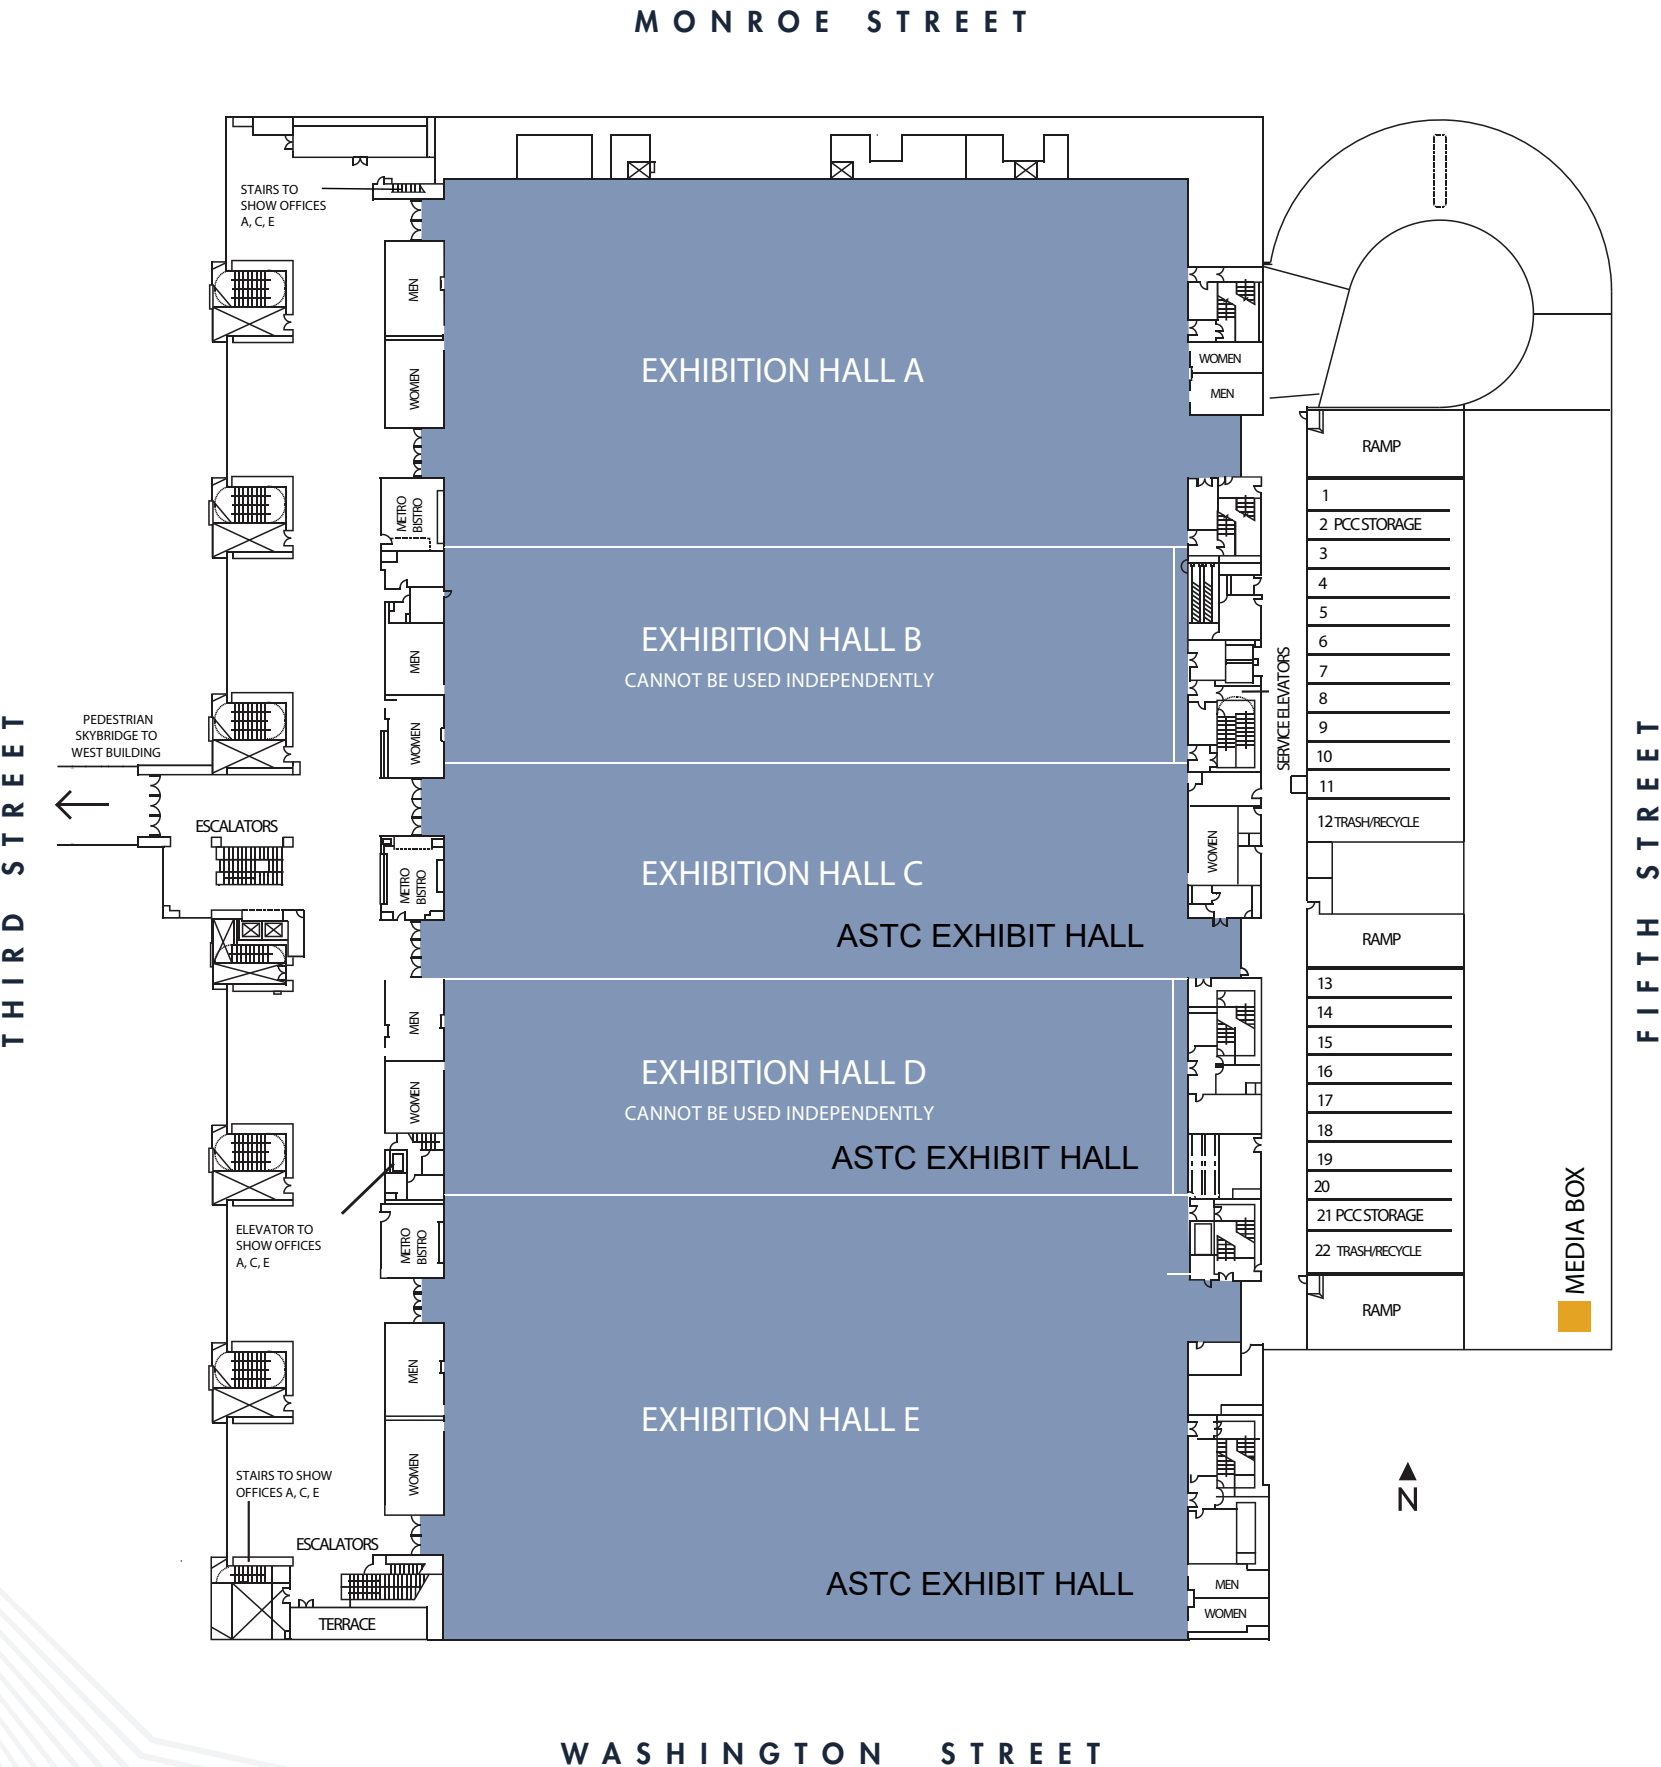 MONROE STREET
STAIRS TO
SHOW OFFICES
A, C, E
MEN
WOMEN
EXHIBITION HALL A
WOMEN
MEN
RAMP
METRO
BISTRO
1
2 PCC STORAGE
3
4
5
6
7
8
9
10
11
12 TRASH/RECYCLE
EXHIBITION HALL B
CANNOT BE USED INDEPENDENTLY
MEN
WOMEN
SERVICE ELEVATORS
THIRD STREET
PEDESTRIAN
SKYBRIDGE TO
WEST BUILDING
ESCALATORS
METRO
BISTRO
EXHIBITION HALL C
ASTC EXHIBIT HALL
WOMEN
FIFTH STREET
RAMP
13
14
15
16
17
18
19
20
21 PCC STORAGE
22 TRASH/RECYCLE
MEN
WOMEN
EXHIBITION HALL D
CANNOT BE USED INDEPENDENTLY
ASTC EXHIBIT HALL
ELEVATOR TO
SHOW OFFICES
A, C, E
METRO
BISTRO
MEDIA BOX
RAMP
MEN
WOMEN
EXHIBITION HALL E
STAIRS TO SHOW
OFFICES A, C, E
N
ESCALATORS
ASTC EXHIBIT HALL
MEN
WOMEN
TERRACE
WASHINGTON STREET